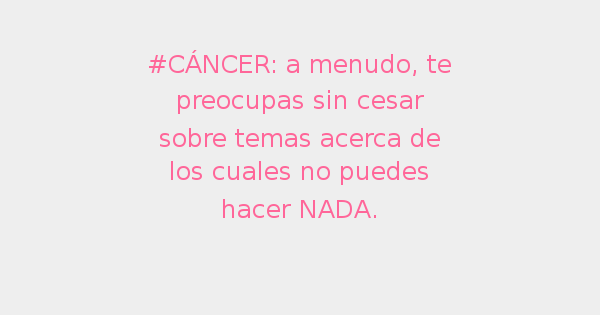 #CÁNCER: a menudo, te
preocupas sin cesar
sobre temas acerca de
los cuales no puedes
hacer NADA.